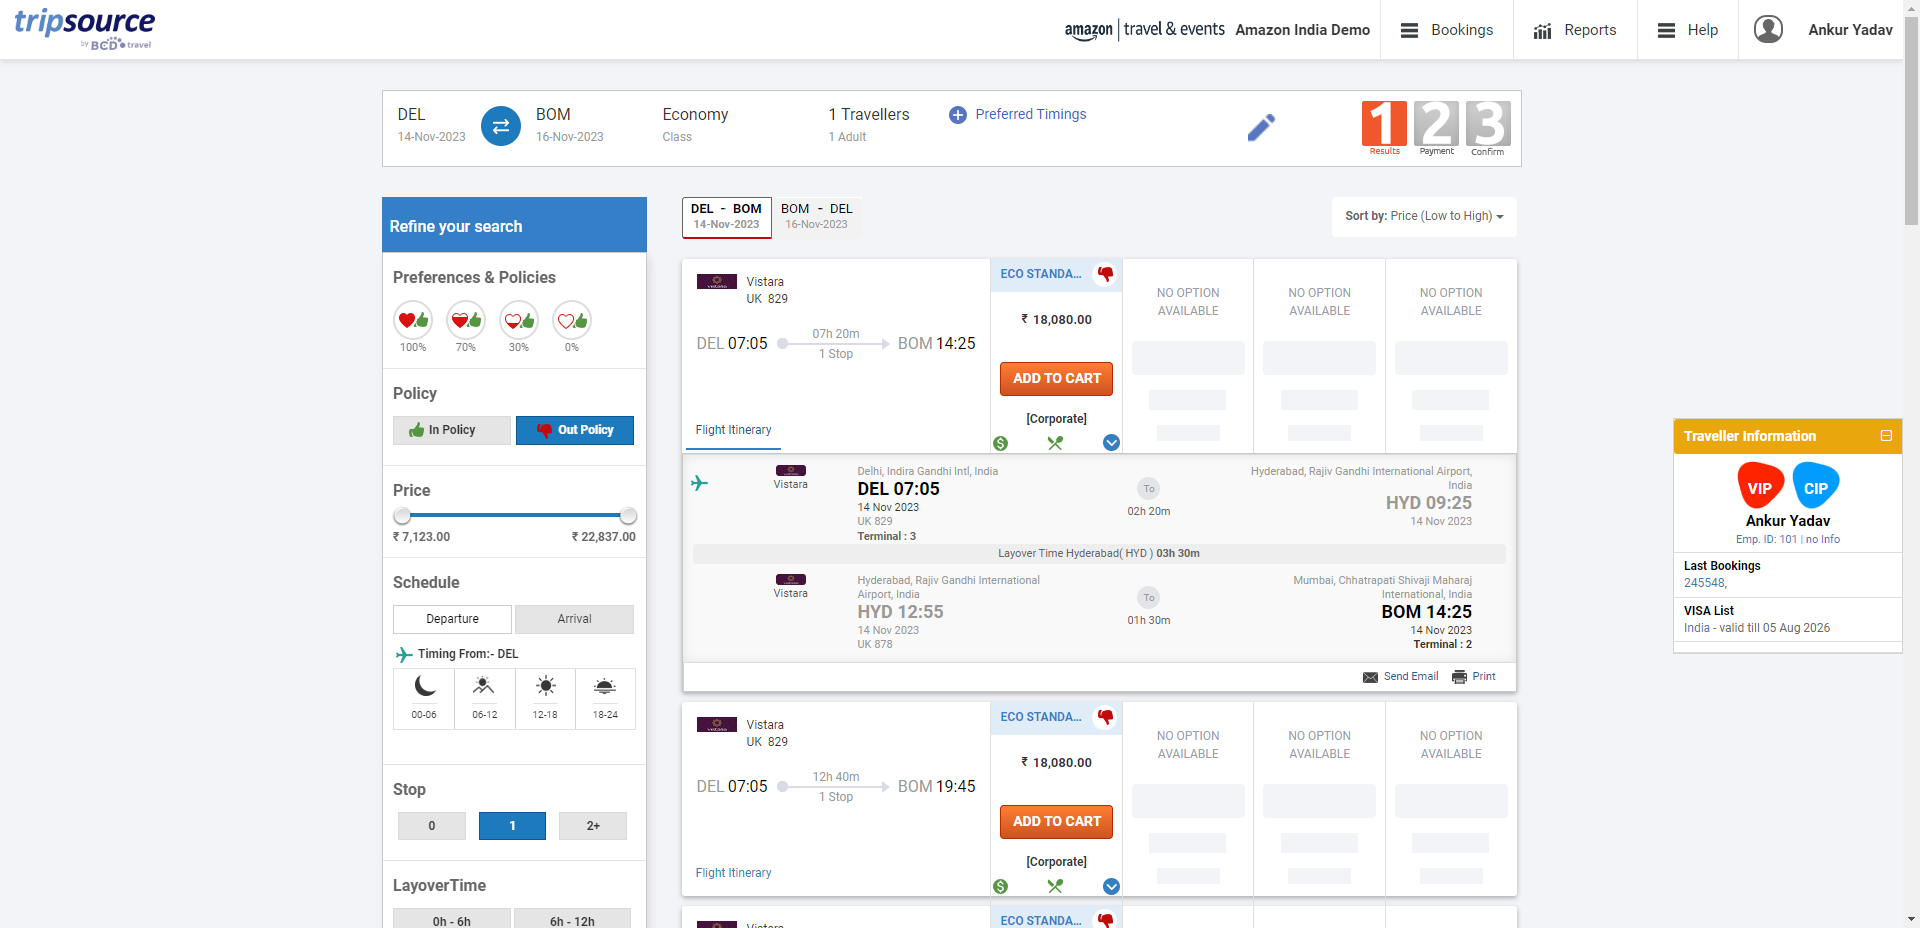 tripsource
by BCD travel
amazon | travel & events Amazon India Demo
Bookings
Reports
Help
Ankur Yadav
DEL
14-Nov-2023
BOM
16-Nov-2023
Economy
Class
1 Travellers
1 Adult
Preferred Timings
1 2 3
Results Payment Confirm
Refine your search
Preferences & Policies
100% 70% 30% 0%
Policy
In Policy Out Policy
Price
₹ 7,123.00 ₹ 22,837.00
Schedule
Departure Arrival
Timing From:- DEL
00-06 06-12 12-18 18-24
Stop
0 1 2+
LayoverTime
0h - 6h 6h - 12h
DEL - BOM
14-Nov-2023
BOM - DEL
16-Nov-2023
Sort by: Price (Low to High)
Vistara
UK 829
DEL 07:05
07h 20m
1 Stop
BOM 14:25
Flight Itinerary
ECO STANDA...
₹ 18,080.00
ADD TO CART
[Corporate]
NO OPTION
AVAILABLE
NO OPTION
AVAILABLE
NO OPTION
AVAILABLE
Vistara
Delhi, Indira Gandhi Intl, India
DEL 07:05
14 Nov 2023
UK 829
Terminal : 3
To
02h 20m
Hyderabad, Rajiv Gandhi International Airport,
India
HYD 09:25
14 Nov 2023
Layover Time Hyderabad( HYD ) 03h 30m
Vistara
Hyderabad, Rajiv Gandhi International
Airport, India
HYD 12:55
14 Nov 2023
UK 878
To
01h 30m
Mumbai, Chhatrapati Shivaji Maharaj
International, India
BOM 14:25
14 Nov 2023
Terminal : 2
Send Email Print
Vistara
UK 829
DEL 07:05
12h 40m
1 Stop
BOM 19:45
Flight Itinerary
ECO STANDA...
₹ 18,080.00
ADD TO CART
[Corporate]
NO OPTION
AVAILABLE
NO OPTION
AVAILABLE
NO OPTION
AVAILABLE
Vistara
ECO STANDA...
Traveller Information
VIP CIP
Ankur Yadav
Emp. ID: 101 | no Info
Last Bookings
245548,
VISA List
India - valid till 05 Aug 2026